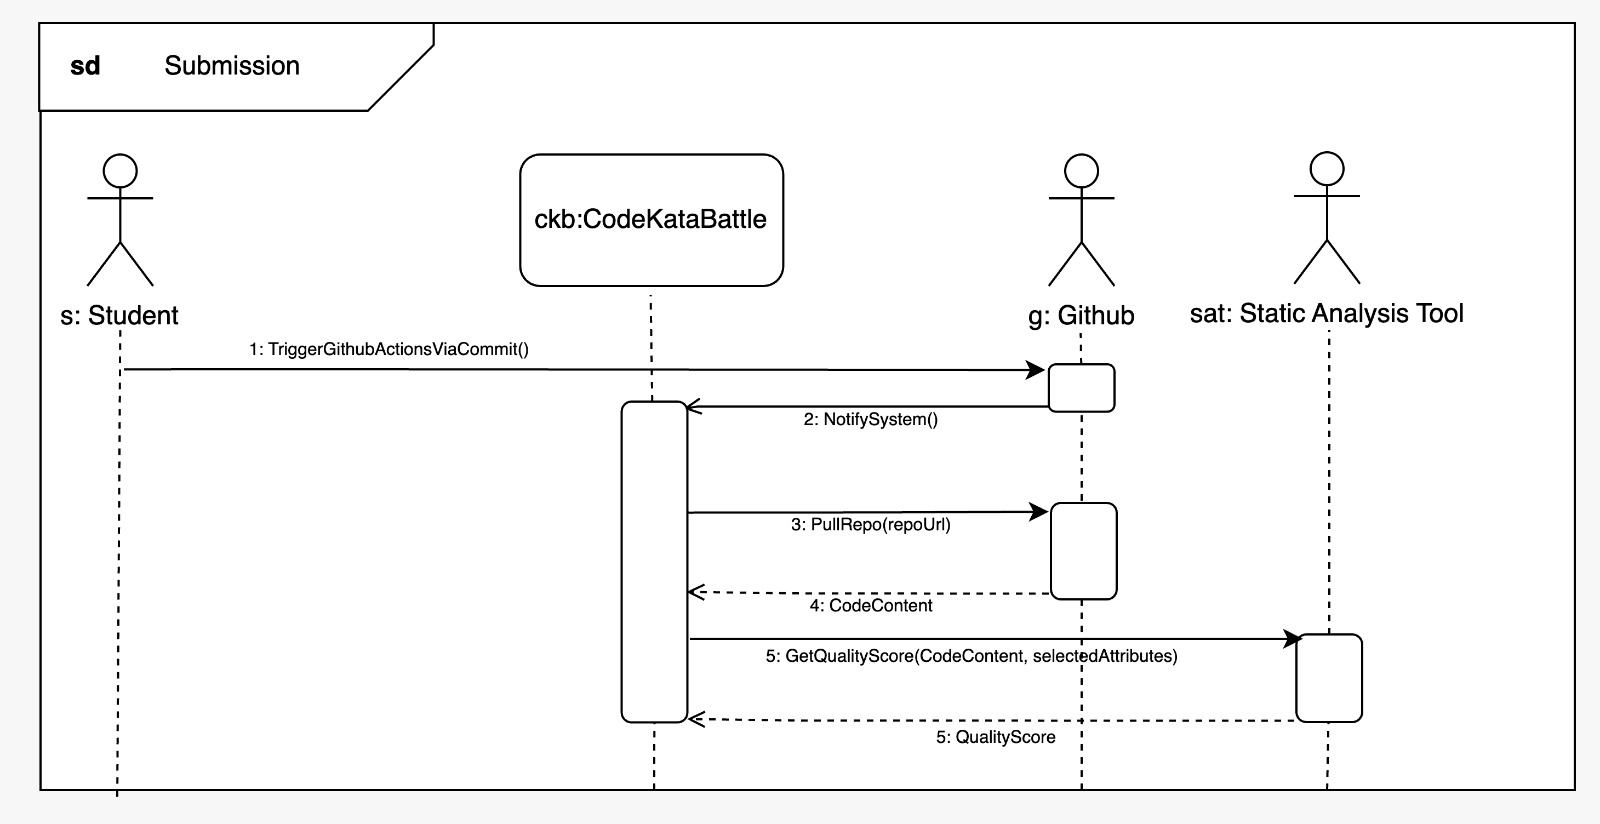 sd Submission
ckb:CodeKataBattle
s: Student
g: Github
sat: Static Analysis Tool
1: TriggerGithubActionsViaCommit()
2: NotifySystem()
3: PullRepo(repoUrl)
4: CodeContent
5: GetQualityScore(CodeContent, selectedAttributes)
5: QualityScore